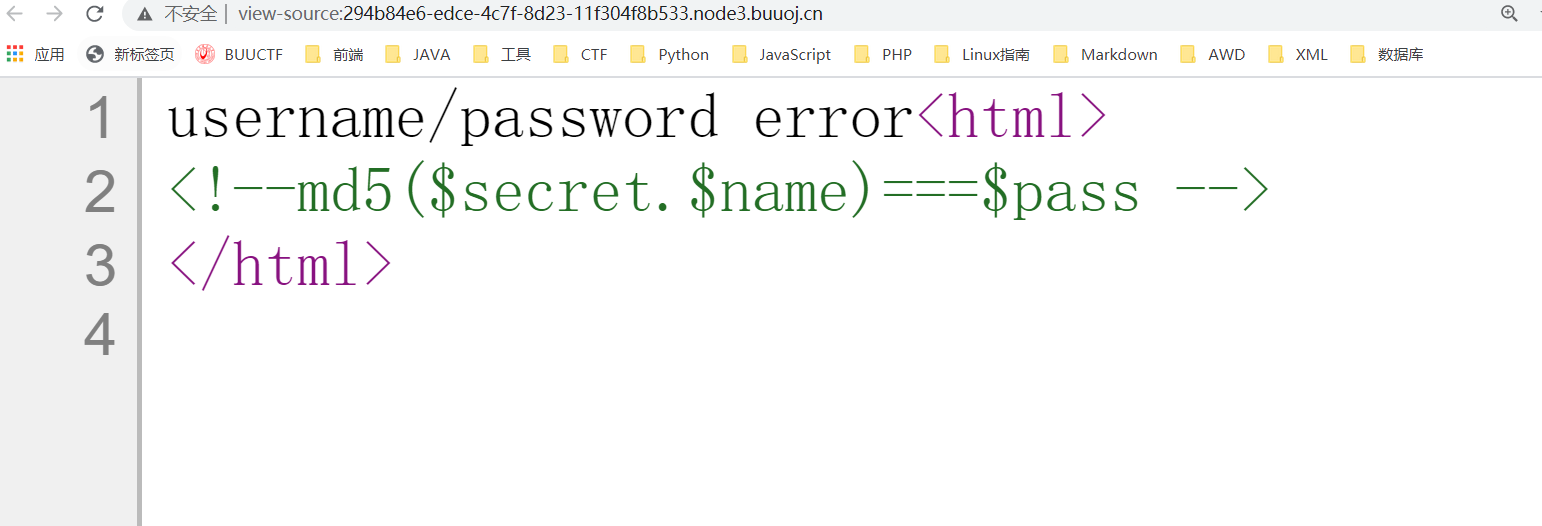 不安全 | view-source:294b84e6-edce-4c7f-8d23-11f304f8b533.node3.buuoj.cn
应用 新标签页 BUUCTF 前端 JAVA 工具 CTF Python JavaScript PHP Linux指南 Markdown AWD XML 数据库
1 username/password error<html>
2 <!--md5($secret.$name)===$pass -->
3 </html>
4